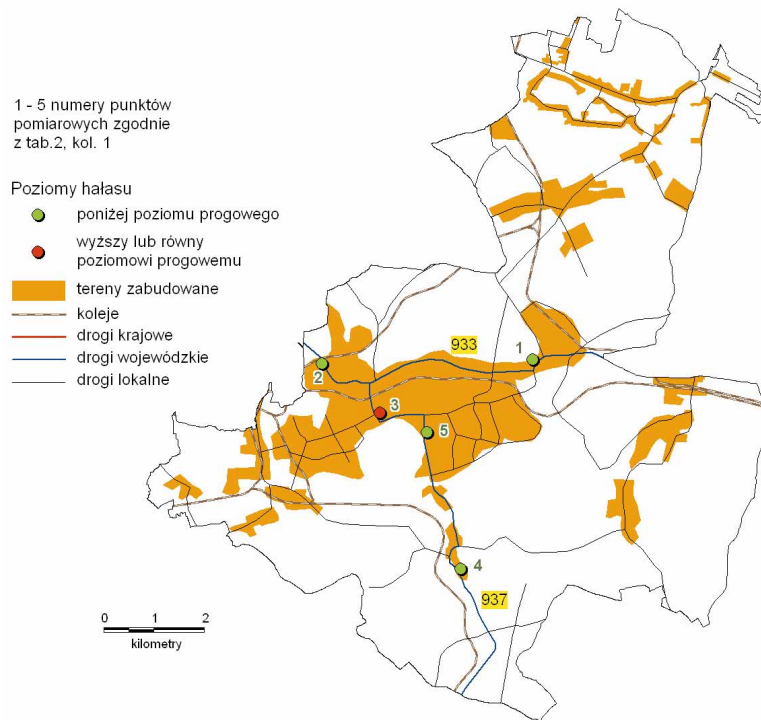 1 - 5 numery punktów
pomiarowych zgodnie
z tab.2, kol. 1
Poziomy hałasu
poniżej poziomu progowego
wyższy lub równy
poziomowi progowemu
tereny zabudowane
koleje
drogi krajowe
drogi wojewódzkie
drogi lokalne
933
1
2
3
5
4
937
0 1 2
kilometry